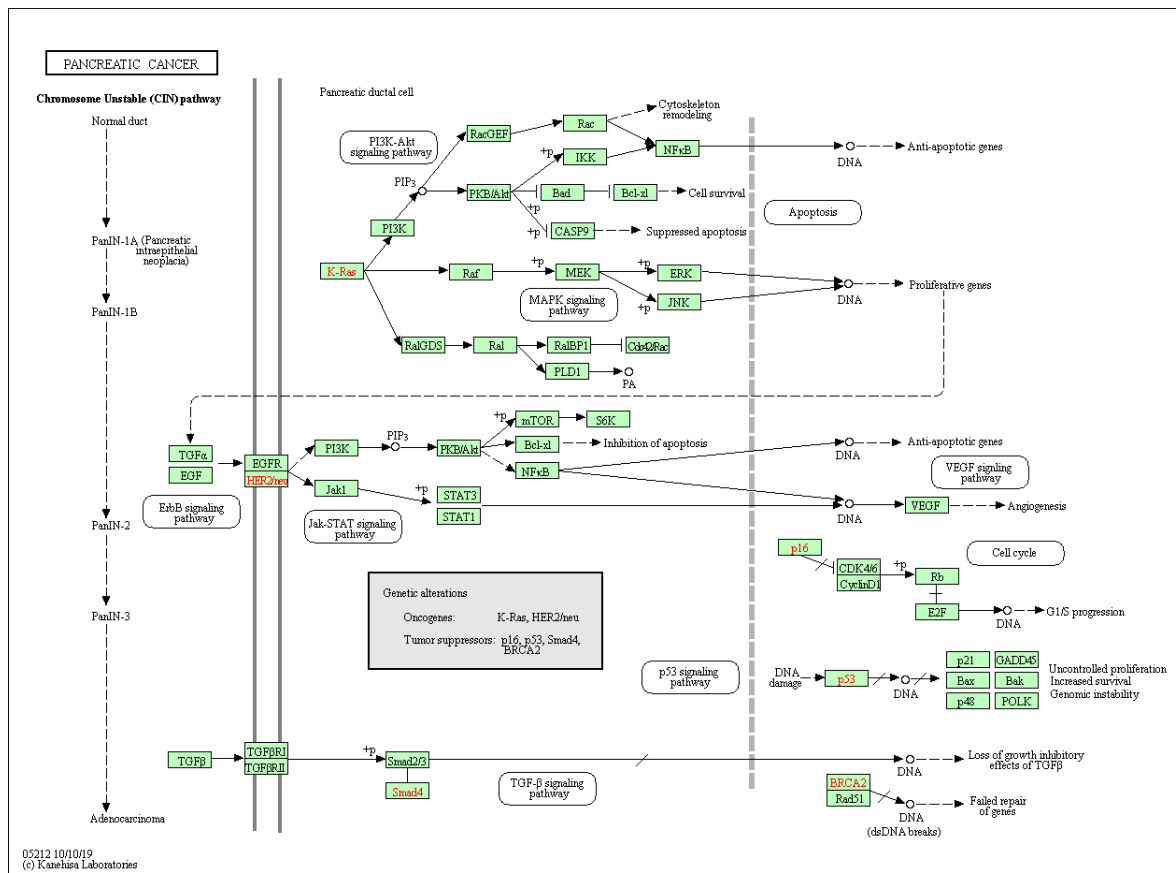 PANCREATIC CANCER
Chromosome Unstable (CIN) pathway
Normal duct
PanIN-1A (Pancreatic
intraepithelial
neoplacia)
PanIN-1B
PanIN-2
PanIN-3
Adenocarcinoma
Pancreatic ductal cell
PI3K-Akt
signaling pathway
RacGEF
Rac
Cytoskeleton
remodeling
+p
IKK
NFκB
DNA
Anti-apoptotic genes
PIP3
PKB/Akt
Bad
Bcl-xl
Cell survival
+p
+p
CASP9
Suppressed apoptosis
Apoptosis
PI3K
K-Ras
Raf
+p
MEK
+p
ERK
DNA
Proliferative genes
MAPK signaling
pathway
+p
JNK
RalGDS
Ral
RalBP1
Cdc42/Rac
PLD1
PA
TGFα
EGF
EGFR
HER2/neu
ErbB signaling
pathway
PI3K
PIP3
PKB/Akt
+p
mTOR
S6K
Bcl-xl
Inhibition of apoptosis
NFκB
DNA
Anti-apoptotic genes
Jak1
+p
STAT3
STAT1
Jak-STAT signaling
pathway
DNA
VEGF
Angiogenesis
VEGF signling
pathway
p16
CDK4/6
CyclinD1
+p
Rb
E2F
DNA
G1/S progression
Cell cycle
Genetic alterations
Oncogenes: K-Ras, HER2/neu
Tumor suppressors: p16, p53, Smad4,
BRCA2
p53 signaling
pathway
DNA
damage
p53
DNA
p21
GADD45
Bax
Bak
p48
POLK
Uncontrolled proliferation
Increased survival
Genomic instability
TGFβ
TGFβRI
TGFβRII
+p
Smad2/3
Smad4
TGF-β signaling
pathway
DNA
Loss of growth inhibitory
effects of TGFβ
BRCA2
Rad51
DNA
(dsDNA breaks)
Failed repair
of genes
05212 10/10/19
(c) Kanehisa Laboratories